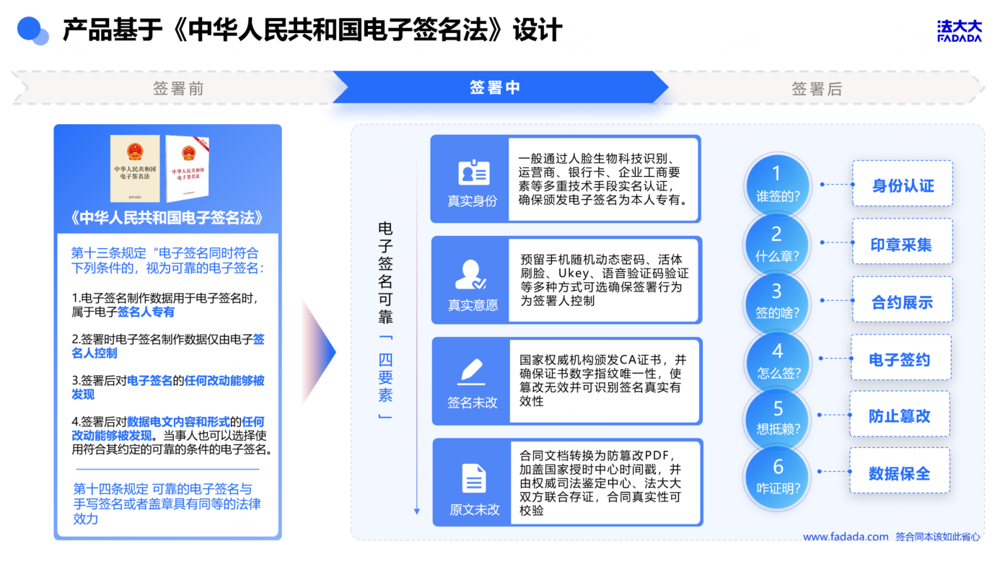 产品基于《中华人民共和国电子签名法》设计
法大大
FADADA
签署前
签署中
签署后
中华人民共和国
电子签名法
中华人民共和国
电子签名法
《中华人民共和国电子签名法》
第十三条规定“电子签名同时符合
下列条件的，视为可靠的电子签名：
1.电子签名制作数据用于电子签名时，
属于电子签名人专有
2.签署时电子签名制作数据仅由电子签
名人控制
3.签署后对电子签名的任何改动能够被
发现
4.签署后对数据电文内容和形式的任何
改动能够被发现。当事人也可以选择使
用符合其约定的可靠的条件的电子签名。
第十四条规定 可靠的电子签名与
手写签名或者盖章具有同等的法律
效力
电子签名可靠「四要素」
真实身份
一般通过人脸生物科技识别、
运营商、银行卡、企业工商要
素等多重技术手段实名认证，
确保颁发电子签名为本人专有。
真实意愿
预留手机随机动态密码、活体
刷脸、Ukey、语音验证码验证
等多种方式可选确保签署行为
为签署人控制
签名未改
国家权威机构颁发CA证书，并
确保证书数字指纹唯一性，使
篡改无效并可识别签名真实有
效性
原文未改
合同文档转换为防篡改PDF，
加盖国家授时中心时间戳，并
由权威司法鉴定中心、法大大
双方联合存证，合同真实性可
校验
1
谁签的?
身份认证
2
什么章?
印章采集
3
签的啥?
合约展示
4
怎么签?
电子签约
5
想抵赖?
防止篡改
6
咋证明?
数据保全
www.fadada.com 签合同本该如此省心